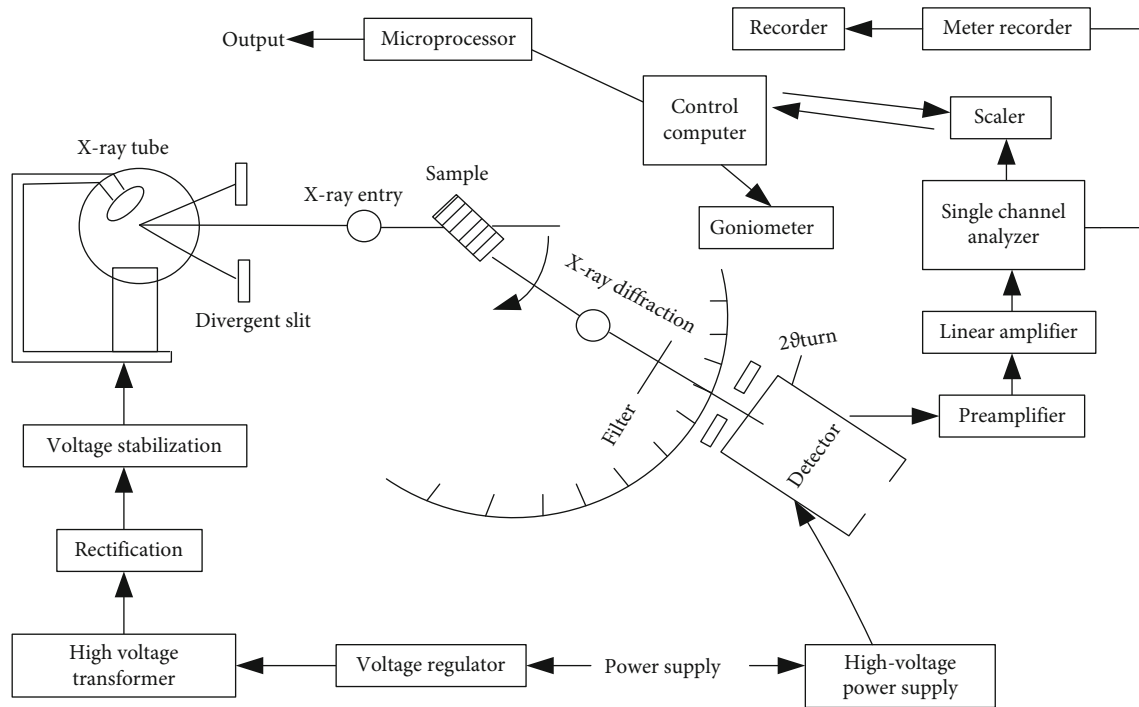 Output
Microprocessor
Recorder
Meter recorder
Control
computer
Scaler
X-ray tube
Sample
X-ray entry
Single channel
analyzer
Goniometer
X-ray diffraction
Divergent slit
Linear amplifier
2ϑturn
Filter
Preamplifier
Detector
Voltage stabilization
Rectification
High voltage
transformer
Voltage regulator
Power supply
High-voltage
power supply